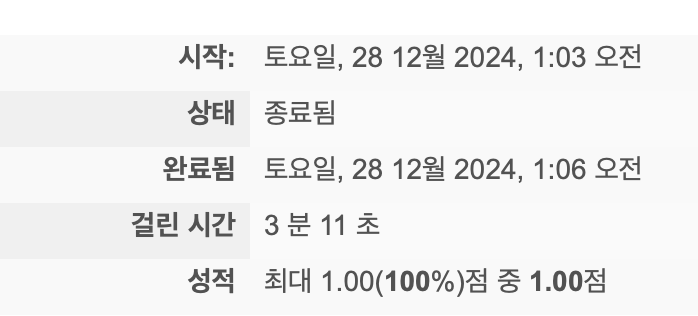 시작: 토요일, 28 12월 2024, 1:03 오전
상태 종료됨
완료됨 토요일, 28 12월 2024, 1:06 오전
걸린 시간 3 분 11 초
성적 최대 1.00(100%)점 중 1.00점